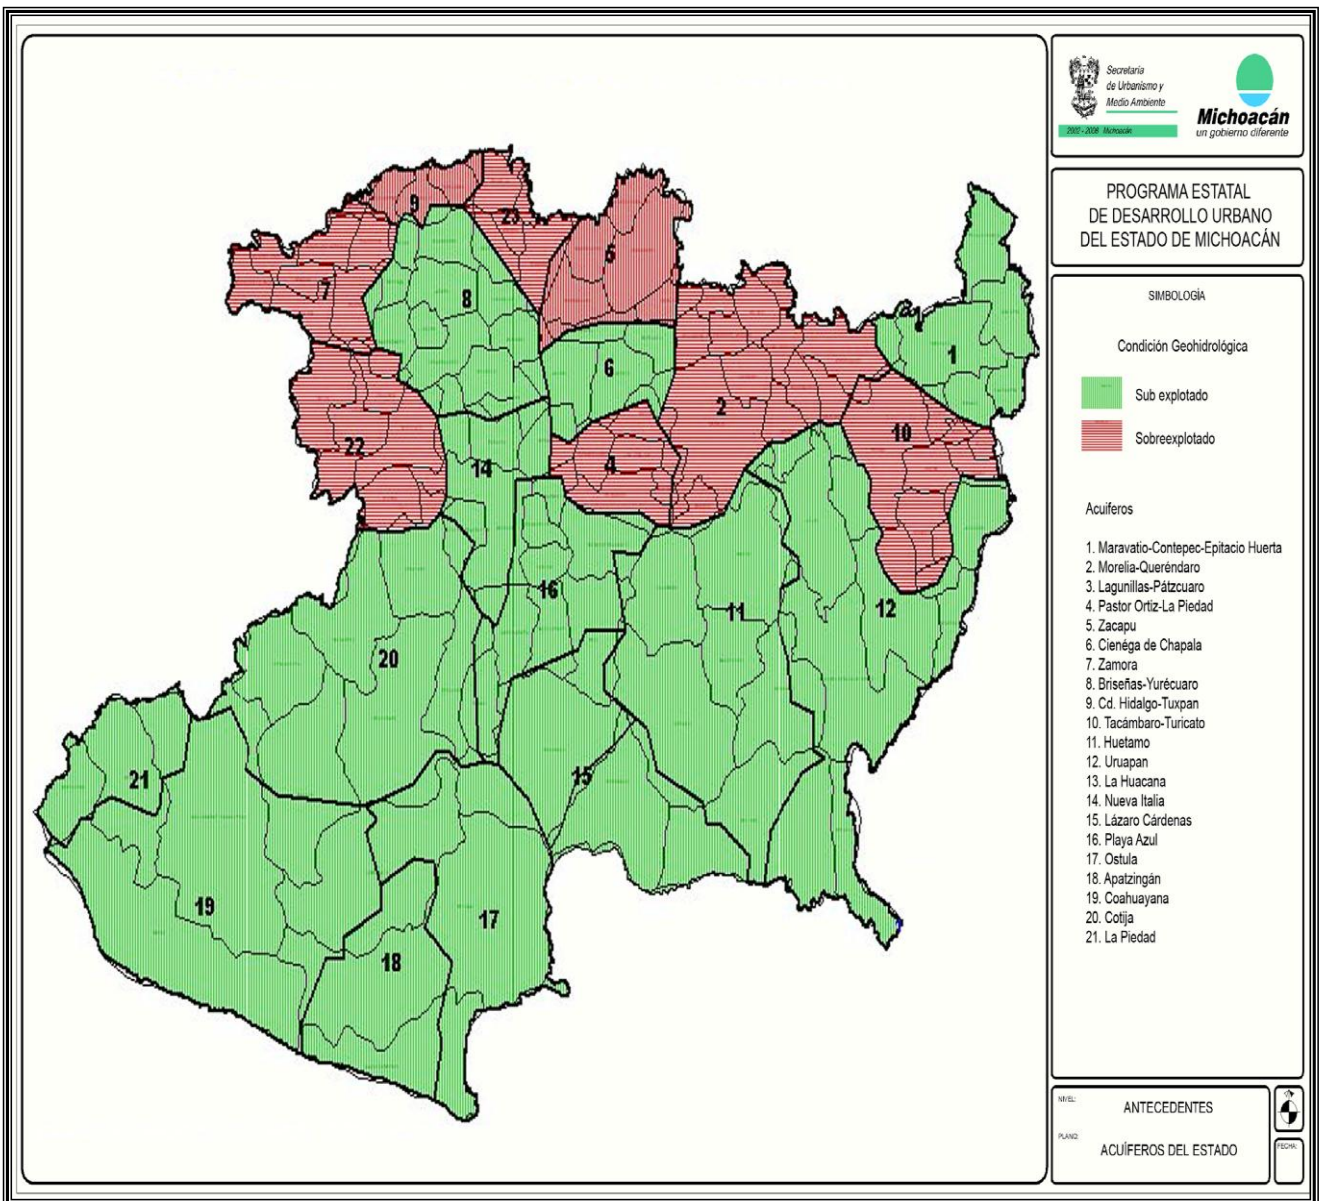 Secretaría
de Urbanismo y
Medio Ambiente
2002 - 2008 Michoacán
Michoacán
un gobierno diferente
PROGRAMA ESTATAL
DE DESARROLLO URBANO
DEL ESTADO DE MICHOACÁN
SIMBOLOGÍA
Condición Geohidrológica
Sub explotado
Sobreexplotado
Acuíferos
1. Maravatio-Contepec-Epitacio Huerta
2. Morelia-Queréndaro
3. Lagunillas-Pátzcuaro
4. Pastor Ortiz-La Piedad
5. Zacapu
6. Cienéga de Chapala
7. Zamora
8. Briseñas-Yurécuaro
9. Cd. Hidalgo-Tuxpan
10. Tacámbaro-Turicato
11. Huetamo
12. Uruapan
13. La Huacana
14. Nueva Italia
15. Lázaro Cárdenas
16. Playa Azul
17. Ostula
18. Apatzingán
19. Coahuayana
20. Cotija
21. La Piedad
NIVEL:
ANTECEDENTES
PLANO:
ACUÍFEROS DEL ESTADO
FECHA:
9
23
5
7
8
1
6
2
22
14
4
10
16
11
12
20
21
15
19
17
18